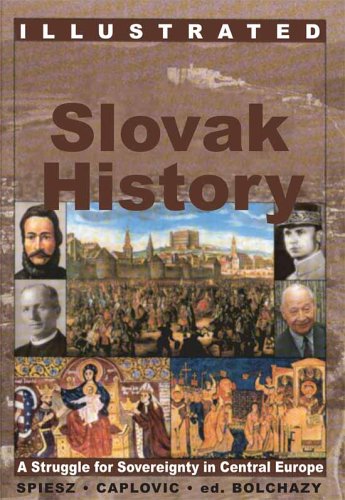 ILLUSTRATED
Slovak
History
A Struggle for Sovereignty in Central Europe
SPIESZ • CAPLOVIC • ed. BOLCHAZY